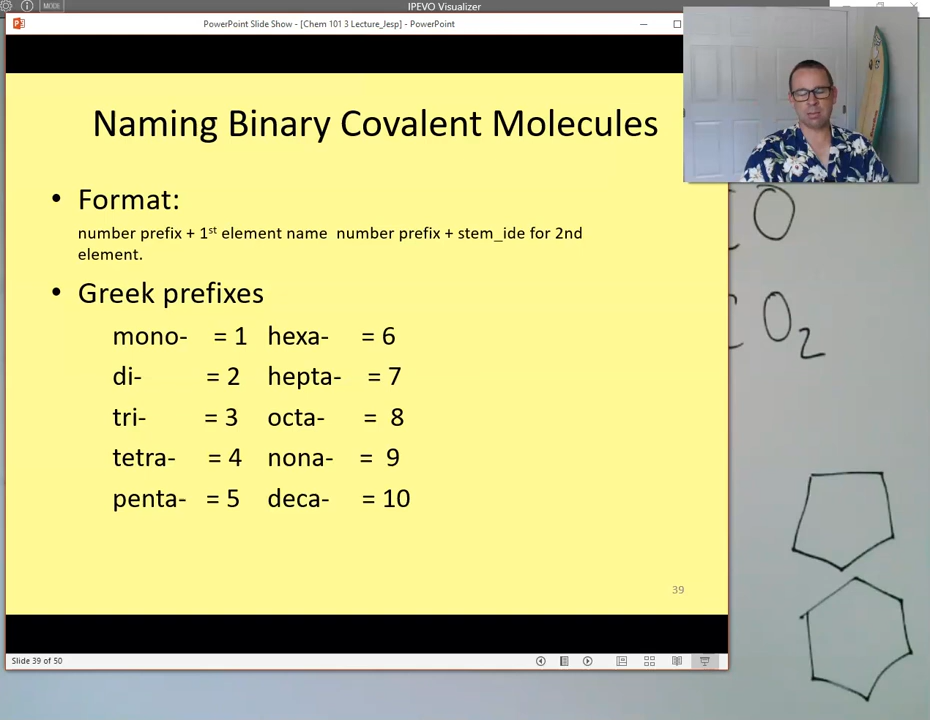 IPEVO Visualizer
MODE
PowerPoint Slide Show - [Chem 101 3 Lecture_Jesp] - PowerPoint
Naming Binary Covalent Molecules
• Format:
number prefix + 1st element name number prefix + stem_ide for 2nd
element.
• Greek prefixes
mono- = 1 hexa- = 6
di- = 2 hepta- = 7
tri- = 3 octa- = 8
tetra- = 4 nona- = 9
penta- = 5 deca- = 10
39
Slide 39 of 50
O
O2